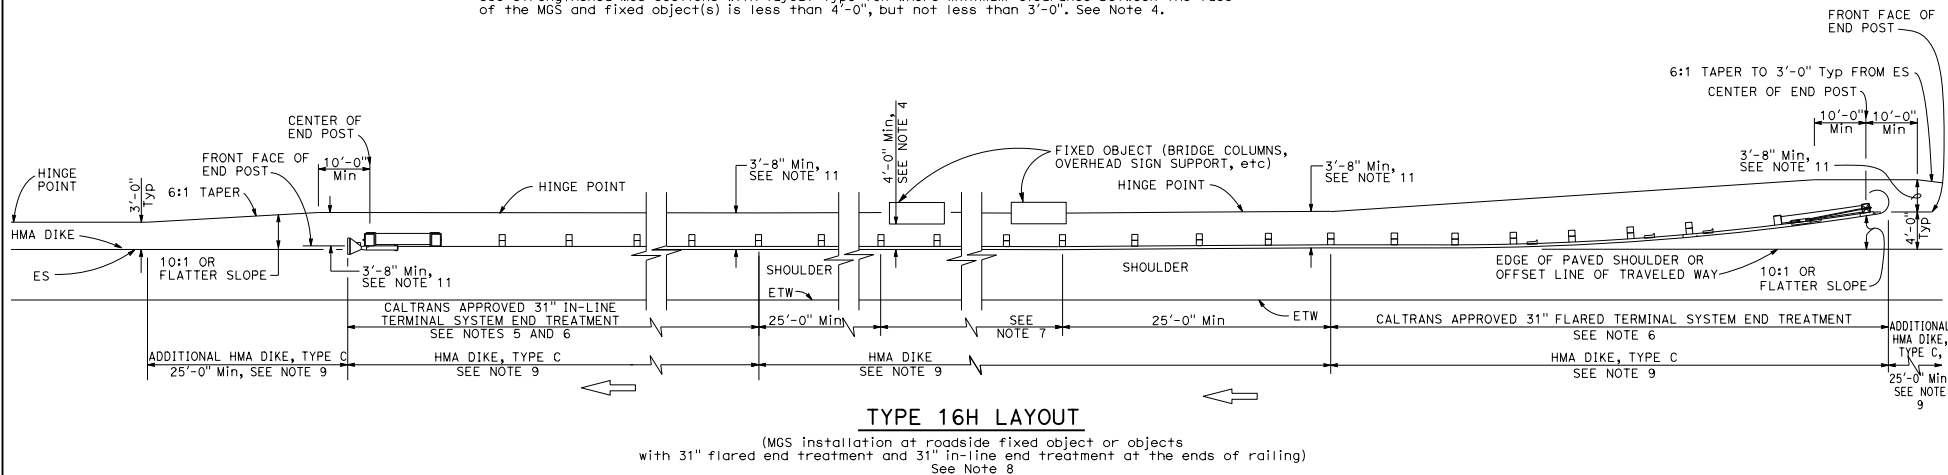 of the MGS and fixed object(s) is less than 4'-0", but not less than 3'-0". See Note 4.
FRONT FACE OF
END POST
6:1 TAPER TO 3'-0" Typ FROM ES
CENTER OF END POST
10'-0"
Min
10'-0"
Min
CENTER OF
END POST
FRONT FACE OF
END POST
10'-0"
Min
HINGE
POINT
3'-0"
Typ
6:1 TAPER
HINGE POINT
3'-8" Min,
SEE NOTE 11
4'-0" Min,
SEE NOTE 4
FIXED OBJECT (BRIDGE COLUMNS,
OVERHEAD SIGN SUPPORT, etc)
HINGE POINT
3'-8" Min,
SEE NOTE 11
3'-8" Min,
SEE NOTE 11
4'-0"
Typ
HMA DIKE
ES
10:1 OR
FLATTER SLOPE
3'-8" Min,
SEE NOTE 11
SHOULDER
SHOULDER
EDGE OF PAVED SHOULDER OR
OFFSET LINE OF TRAVELED WAY
10:1 OR
FLATTER SLOPE
ETW
ETW
CALTRANS APPROVED 31" IN-LINE
TERMINAL SYSTEM END TREATMENT
SEE NOTES 5 AND 6
25'-0" Min
SEE
NOTE 7
25'-0" Min
CALTRANS APPROVED 31" FLARED TERMINAL SYSTEM END TREATMENT
SEE NOTE 6
ADDITIONAL HMA DIKE, TYPE C
25'-0" Min, SEE NOTE 9
HMA DIKE, TYPE C
SEE NOTE 9
HMA DIKE
SEE NOTE 9
HMA DIKE, TYPE C
SEE NOTE 9
ADDITIONAL
HMA DIKE,
TYPE C,
25'-0" Min
SEE NOTE
9
TYPE 16H LAYOUT
(MGS installation at roadside fixed object or objects
with 31" flared end treatment and 31" in-line end treatment at the ends of railing)
See Note 8